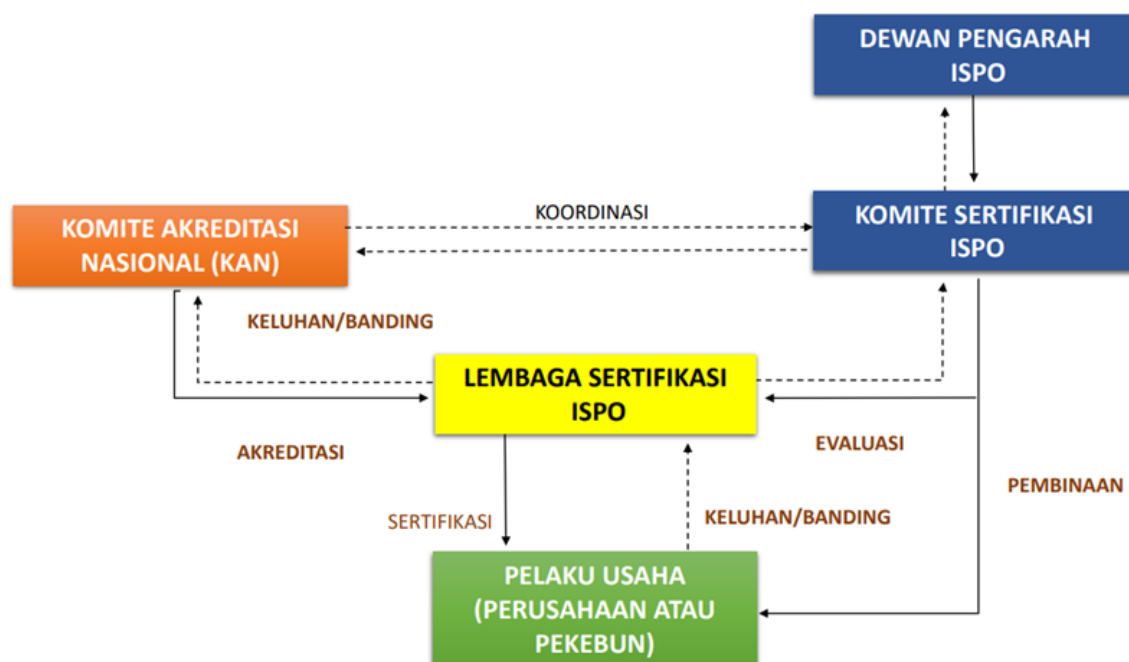 DEWAN PENGARAH
ISPO
KOORDINASI
KOMITE AKREDITASI
NASIONAL (KAN)
KOMITE SERTIFIKASI
ISPO
KELUHAN/BANDING
LEMBAGA SERTIFIKASI
ISPO
AKREDITASI
EVALUASI
PEMBINAAN
SERTIFIKASI
KELUHAN/BANDING
PELAKU USAHA
(PERUSAHAAN ATAU
PEKEBUN)